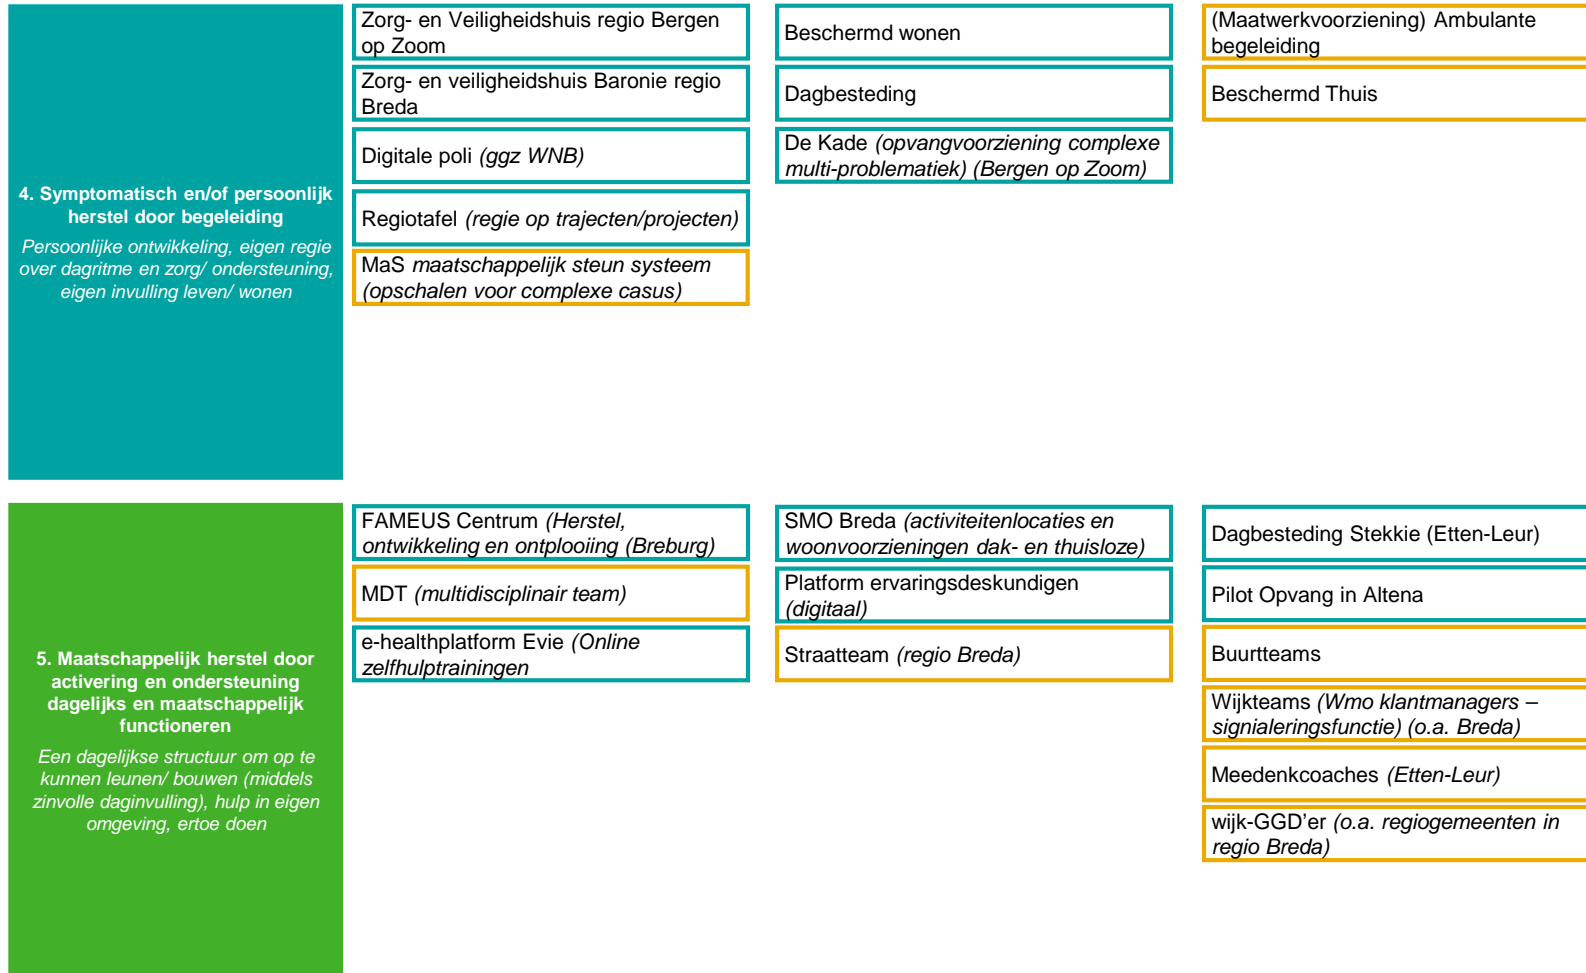 4. Symptomatisch en/of persoonlijk
herstel door begeleiding
Persoonlijke ontwikkeling, eigen regie
over dagritme en zorg/ ondersteuning,
eigen invulling leven/ wonen
Zorg- en Veiligheidshuis regio Bergen
op Zoom
Zorg- en veiligheidshuis Baronie regio
Breda
Digitale poli (ggz WNB)
Regiotafel (regie op trajecten/projecten)
MaS maatschappelijk steun systeem
(opschalen voor complexe casus)
Beschermd wonen
Dagbesteding
De Kade (opvangvoorziening complexe
multi-problematiek) (Bergen op Zoom)
(Maatwerkvoorziening) Ambulante
begeleiding
Beschermd Thuis
5. Maatschappelijk herstel door
activering en ondersteuning
dagelijks en maatschappelijk
functioneren
Een dagelijkse structuur om op te
kunnen leunen/ bouwen (middels
zinvolle daginvulling), hulp in eigen
omgeving, ertoe doen
FAMEUS Centrum (Herstel,
ontwikkeling en ontplooiing (Breburg)
MDT (multidisciplinair team)
e-healthplatform Evie (Online
zelfhulptrainingen
SMO Breda (activiteitenlocaties en
woonvoorzieningen dak- en thuisloze)
Platform ervaringsdeskundigen
(digitaal)
Straatteam (regio Breda)
Dagbesteding Stekkie (Etten-Leur)
Pilot Opvang in Altena
Buurtteams
Wijkteams (Wmo klantmanagers –
signialeringsfunctie) (o.a. Breda)
Meedenkcoaches (Etten-Leur)
wijk-GGD’er (o.a. regiogemeenten in
regio Breda)